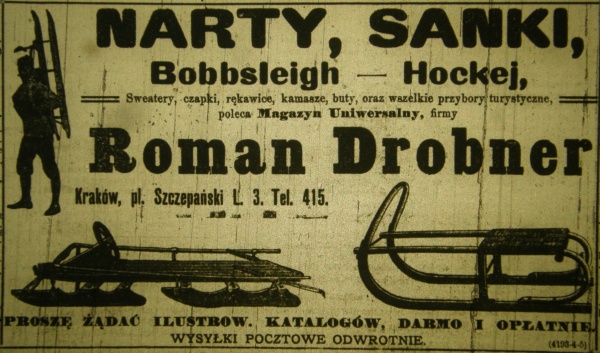 NARTY, SANKI,
Bobbsleigh — Hockej,
Sweatery, czapki, rękawice, kamasze, buty, oraz wszelkie przybory turystyczne,
poleca Magazyn Uniwersalny, firmy
Roman Drobner
Kraków, pl. Szczepański L. 3. Tel. 415.
PROSZĘ ŻĄDAĆ ILUSTROW. KATALOGÓW, DARMO I OPŁATNIE.
WYSYŁKI POCZTOWE ODWROTNIE.
(4193-4-5)